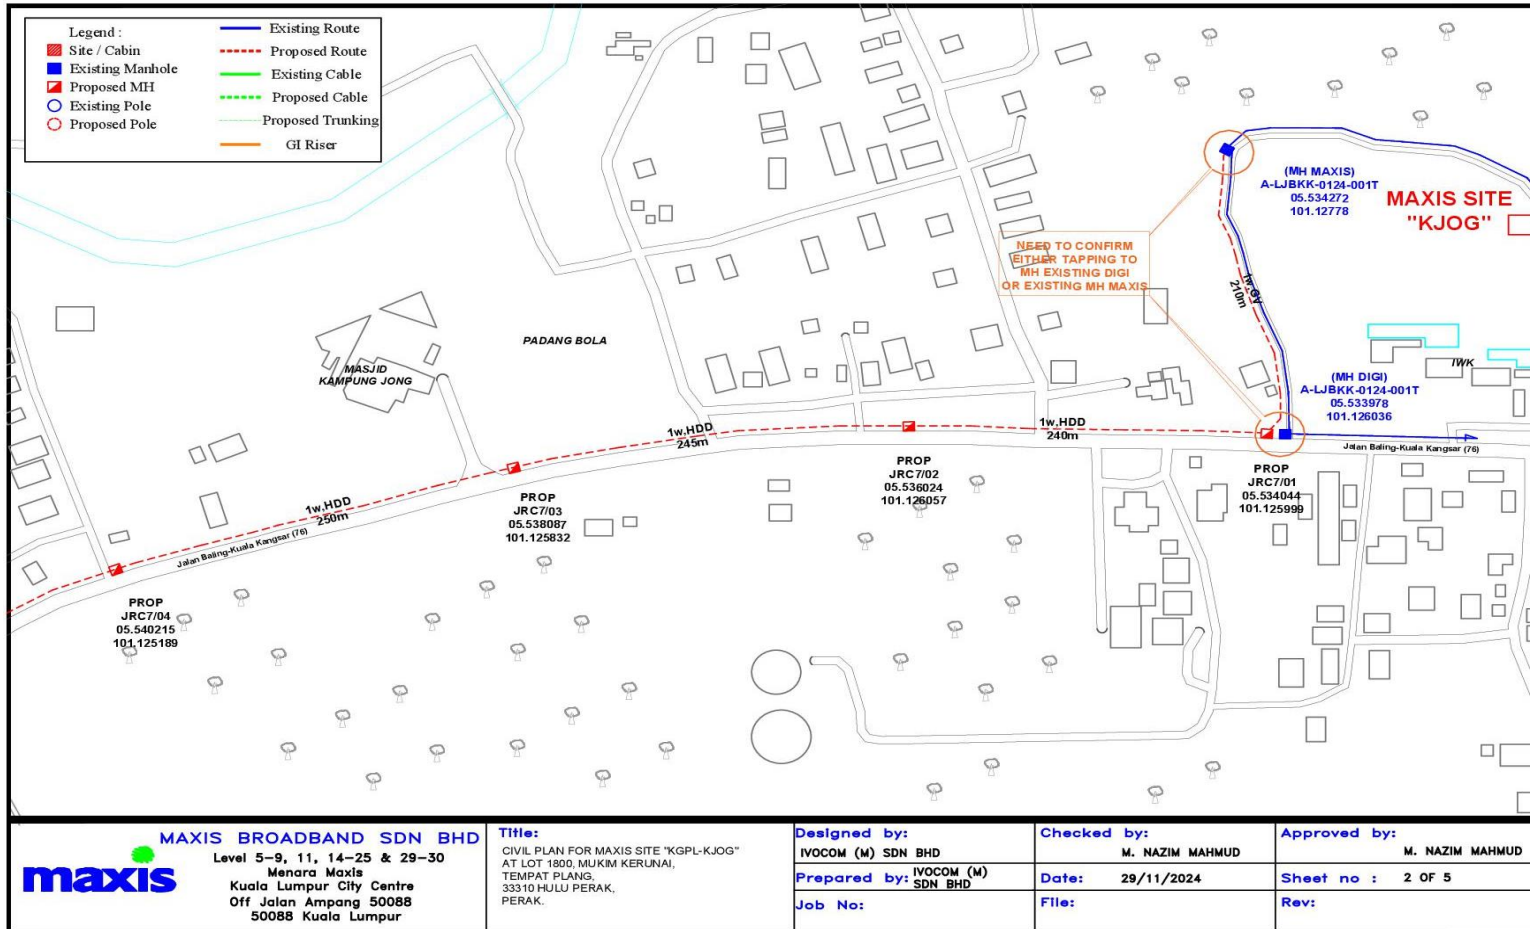 Legend :
Site / Cabin
Existing Manhole
Proposed MH
Existing Pole
Proposed Pole
Existing Route
Proposed Route
Existing Cable
Proposed Cable
Proposed Trunking
GI Riser
(MH MAXIS)
A-LJBKK-0124-001T
05.534272
101.12778
MAXIS SITE
"KJOG"
NEED TO CONFIRM
EITHER TAPPING TO
MH EXISTING DIGI
OR EXISTING MH MAXIS
1w,GV
210m
PADANG BOLA
MASJID
KAMPUNG JONG
IWK
(MH DIGI)
A-LJBKK-0124-001T
05.533978
101.126036
1w,HDD
245m
1w,HDD
240m
Jalan Baling-Kuala Kangsar (76)
PROP
JRC7/02
05.536024
101.126057
PROP
JRC7/01
05.534044
101.125999
PROP
JRC7/03
05.538087
101.125832
1w,HDD
250m
Jalan Baling-Kuala Kangsar (76)
PROP
JRC7/04
05.540215
101.125189
maxis
MAXIS BROADBAND SDN BHD
Level 5-9, 11, 14-25 & 29-30
Menara Maxis
Kuala Lumpur City Centre
Off Jalan Ampang 50088
50088 Kuala Lumpur
Title:
CIVIL PLAN FOR MAXIS SITE "KGPL-KJOG"
AT LOT 1800, MUKIM KERUNAI,
TEMPAT PLANG,
33310 HULU PERAK,
PERAK.
Designed by:
IVOCOM (M) SDN BHD
Prepared by: IVOCOM (M)
SDN BHD
Job No:
Checked by:
M. NAZIM MAHMUD
Date: 29/11/2024
File:
Approved by:
M. NAZIM MAHMUD
Sheet no : 2 OF 5
Rev: